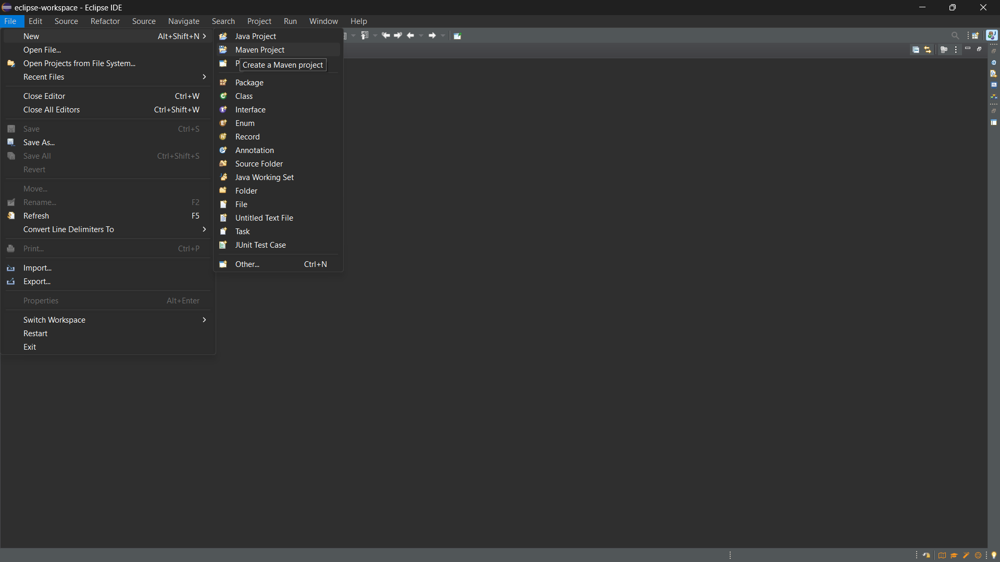 eclipse-workspace - Eclipse IDE
File Edit Source Refactor Source Navigate Search Project Run Window Help
New Alt+Shift+N
Open File...
Open Projects from File System...
Recent Files
Close Editor Ctrl+W
Close All Editors Ctrl+Shift+W
Save Ctrl+S
Save As...
Save All Ctrl+Shift+S
Revert
Move...
Rename... F2
Refresh F5
Convert Line Delimiters To
Print... Ctrl+P
Import...
Export...
Properties Alt+Enter
Switch Workspace
Restart
Exit
Java Project
Maven Project
Create a Maven project
Package
Class
Interface
Enum
Record
Annotation
Source Folder
Java Working Set
Folder
File
Untitled Text File
Task
JUnit Test Case
Other... Ctrl+N